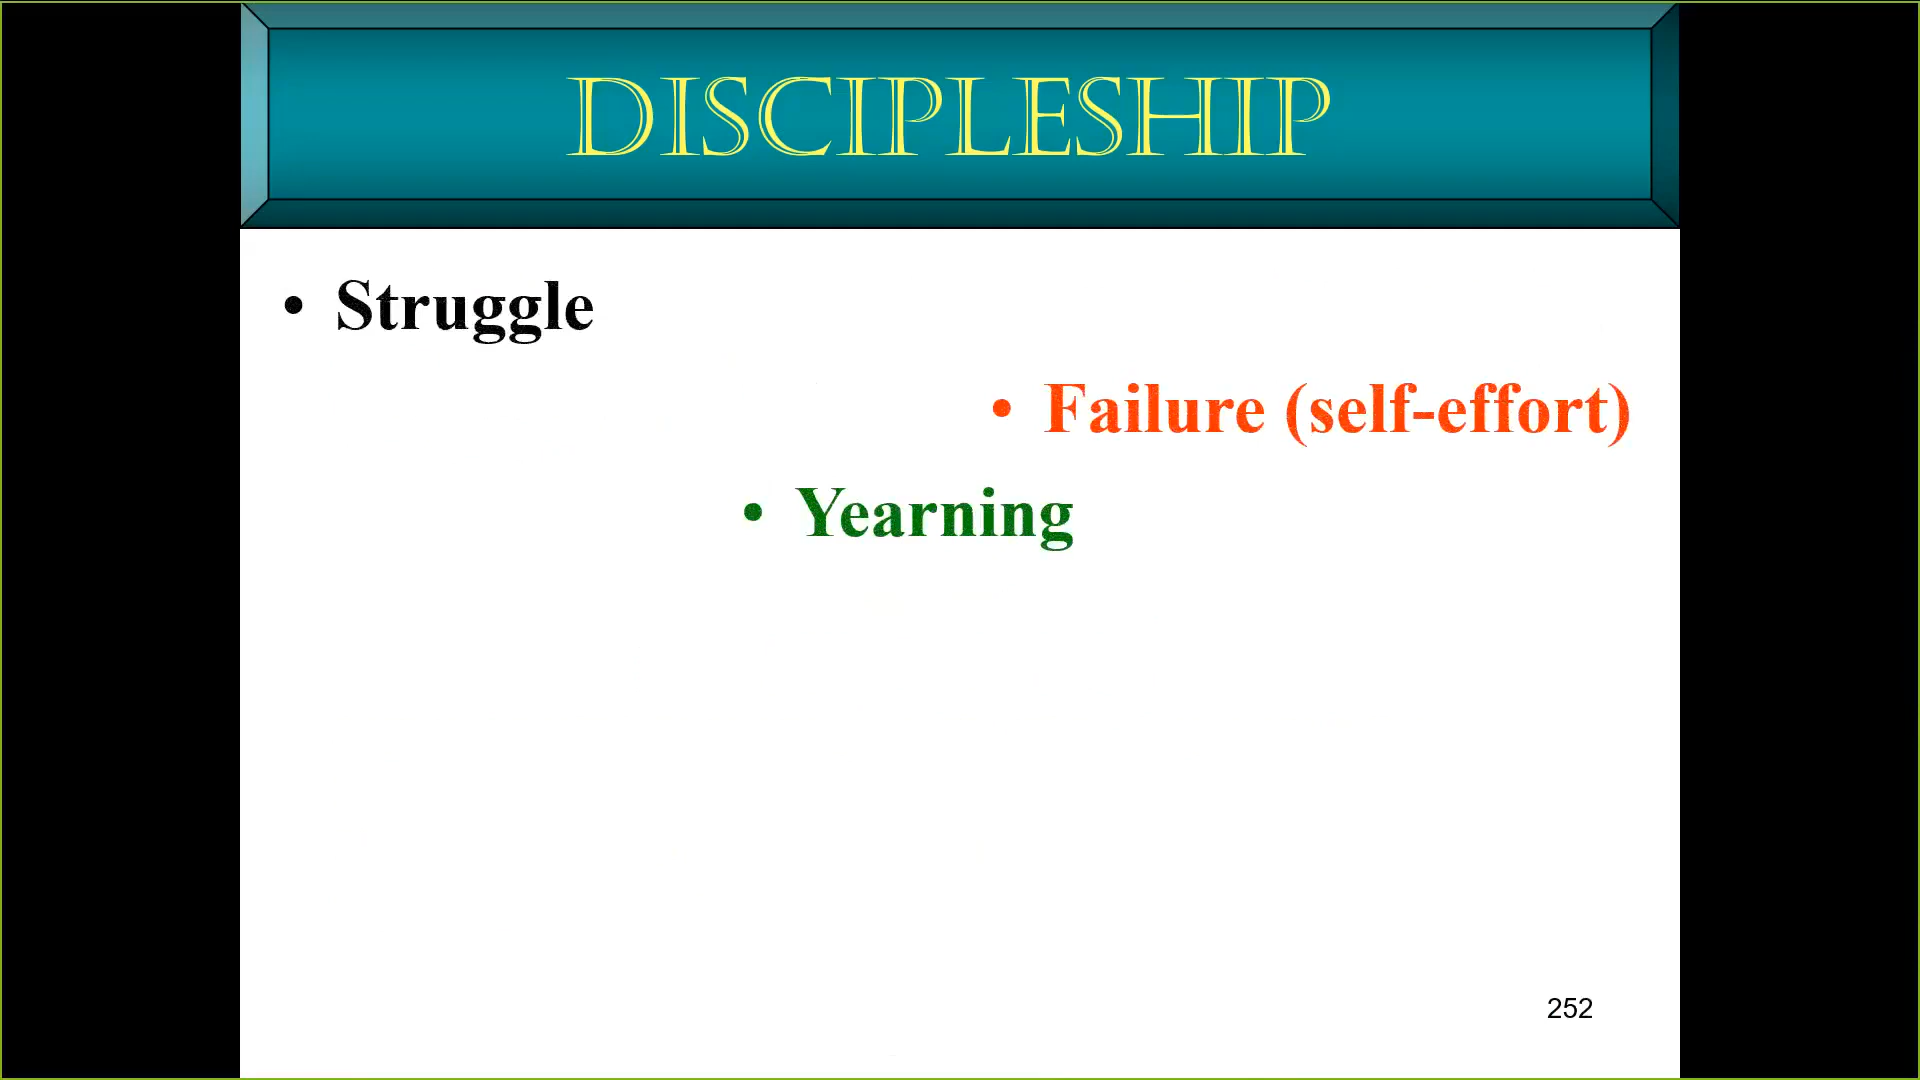 DISCIPLESHIP
• Struggle
• Failure (self-effort)
• Yearning
252